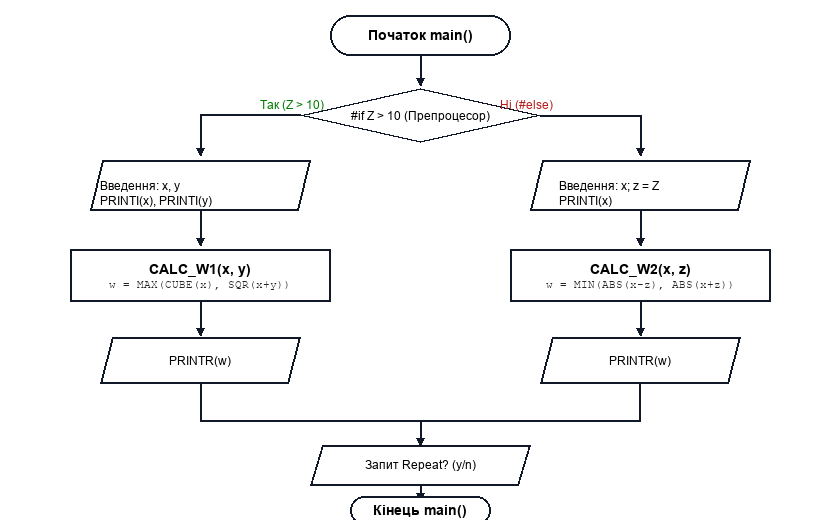 Початок main()
Так (Z > 10)
Ні (#else)
#if Z > 10 (Препроцесор)
Введення: x, y
PRINTI(x), PRINTI(y)
Введення: x; z = Z
PRINTI(x)
CALC_W1(x, y)
w = MAX(CUBE(x), SQR(x+y))
CALC_W2(x, z)
w = MIN(ABS(x-z), ABS(x+z))
PRINTR(w)
PRINTR(w)
Запит Repeat? (y/n)
Кінець main()